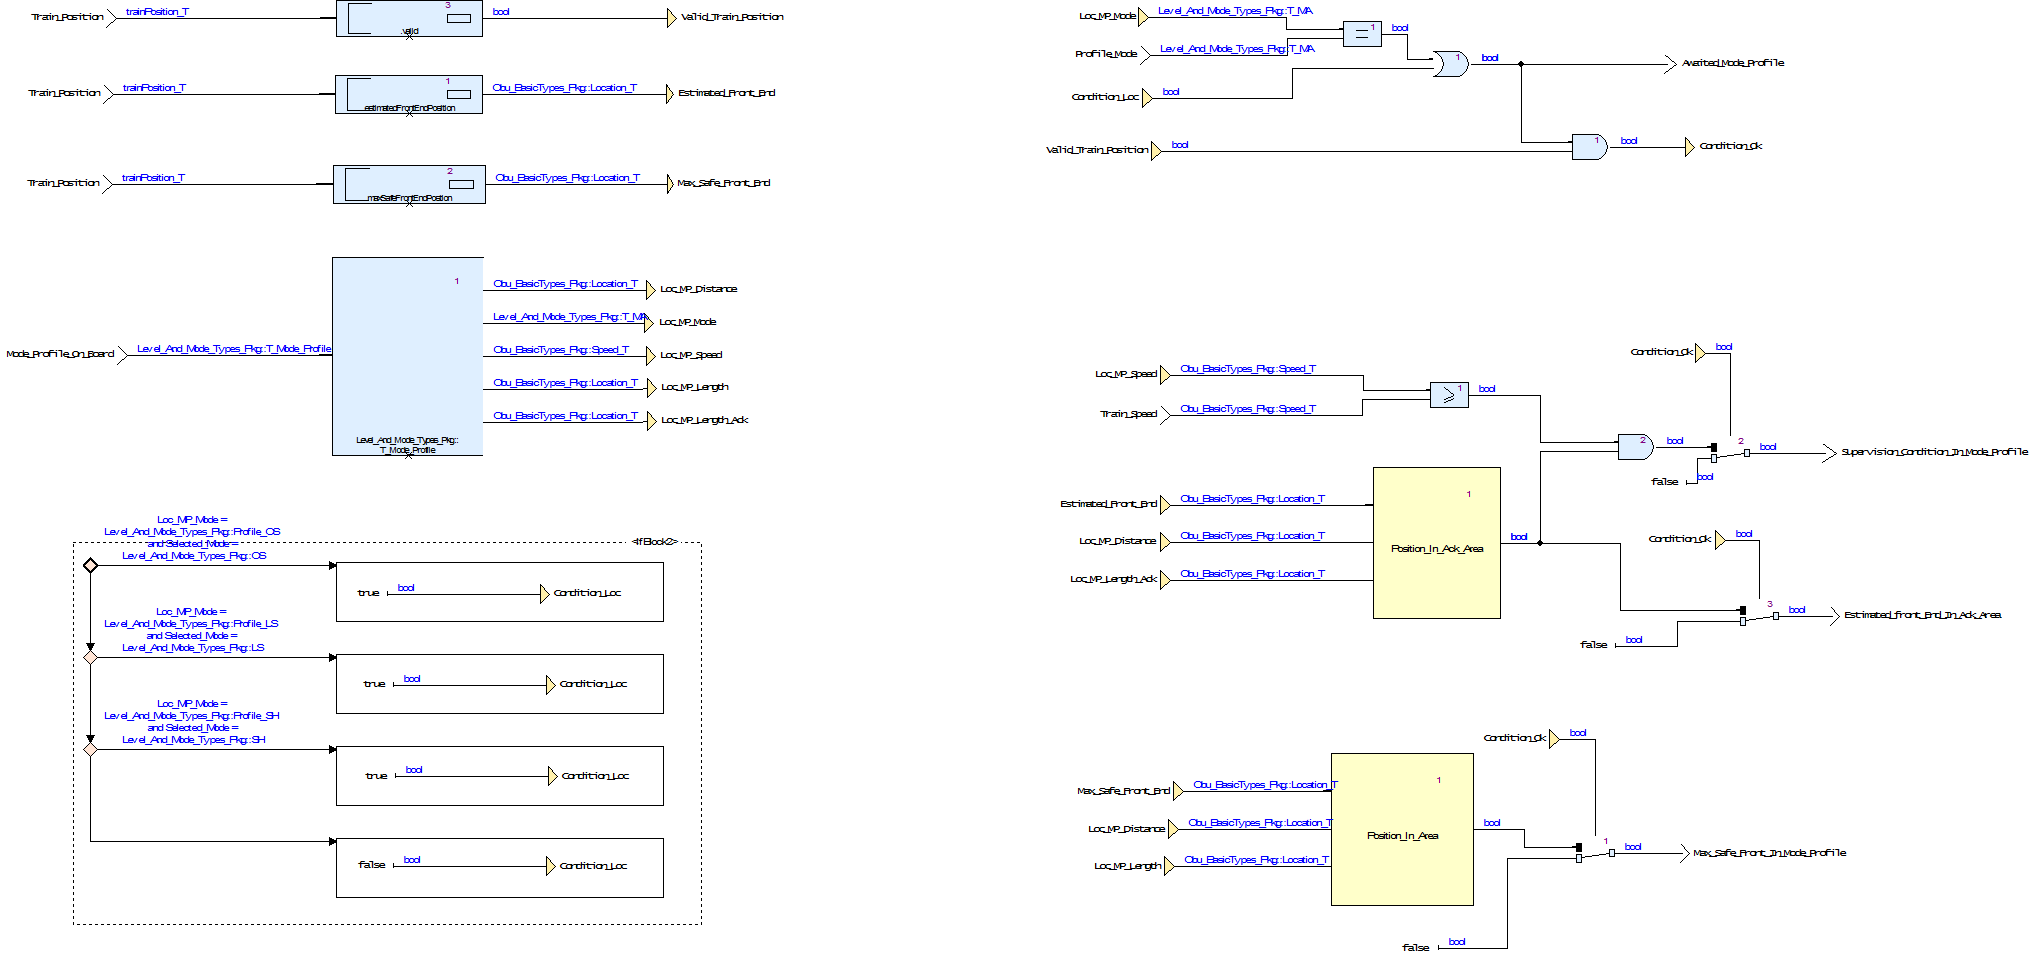 Train_Position
trainPosition_T
3
.valid
bool
Valid_Train_Position
Train_Position
trainPosition_T
1
.estimatedFrontEndPosition
Obu_BasicTypes_Pkg::Location_T
Estimated_Front_End
Train_Position
trainPosition_T
2
.maxSafeFrontEndPosition
Obu_BasicTypes_Pkg::Location_T
Max_Safe_Front_End
Mode_Profile_On_Board
Level_And_Mode_Types_Pkg::T_Mode_Profile
1
Level_And_Mode_Types_Pkg::
T_Mode_Profile
Obu_BasicTypes_Pkg::Location_T
Loc_MP_Distance
Level_And_Mode_Types_Pkg::T_MA
Loc_MP_Mode
Obu_BasicTypes_Pkg::Speed_T
Loc_MP_Speed
Obu_BasicTypes_Pkg::Location_T
Loc_MP_Length
Obu_BasicTypes_Pkg::Location_T
Loc_MP_Length_Ack
<IfBlock2>
Loc_MP_Mode =
Level_And_Mode_Types_Pkg::Profile_OS
and Selected_Mode =
Level_And_Mode_Types_Pkg::OS
true
bool
Condition_Loc
Loc_MP_Mode =
Level_And_Mode_Types_Pkg::Profile_LS
and Selected_Mode =
Level_And_Mode_Types_Pkg::LS
true
bool
Condition_Loc
Loc_MP_Mode =
Level_And_Mode_Types_Pkg::Profile_SH
and Selected_Mode =
Level_And_Mode_Types_Pkg::SH
true
bool
Condition_Loc
false
bool
Condition_Loc
Loc_MP_Mode
Level_And_Mode_Types_Pkg::T_MA
Profile_Mode
Level_And_Mode_Types_Pkg::T_MA
=
1
bool
Condition_Loc
bool
1
bool
Awaited_Mode_Profile
Valid_Train_Position
bool
1
bool
Condition_Ok
Loc_MP_Speed
Obu_BasicTypes_Pkg::Speed_T
Train_Speed
Obu_BasicTypes_Pkg::Speed_T
⩾
1
bool
Condition_Ok
bool
2
bool
false
bool
2
bool
Supervision_Condition_In_Mode_Profile
Estimated_Front_End
Obu_BasicTypes_Pkg::Location_T
Loc_MP_Distance
Obu_BasicTypes_Pkg::Location_T
Loc_MP_Length_Ack
Obu_BasicTypes_Pkg::Location_T
1
Position_In_Ack_Area
bool
Condition_Ok
bool
false
bool
3
bool
Estimated_front_End_In_Ack_Area
Max_Safe_Front_End
Obu_BasicTypes_Pkg::Location_T
Loc_MP_Distance
Obu_BasicTypes_Pkg::Location_T
Loc_MP_Length
Obu_BasicTypes_Pkg::Location_T
1
Position_In_Area
bool
Condition_Ok
bool
false
bool
1
bool
Max_Safe_Front_In_Mode_Profile